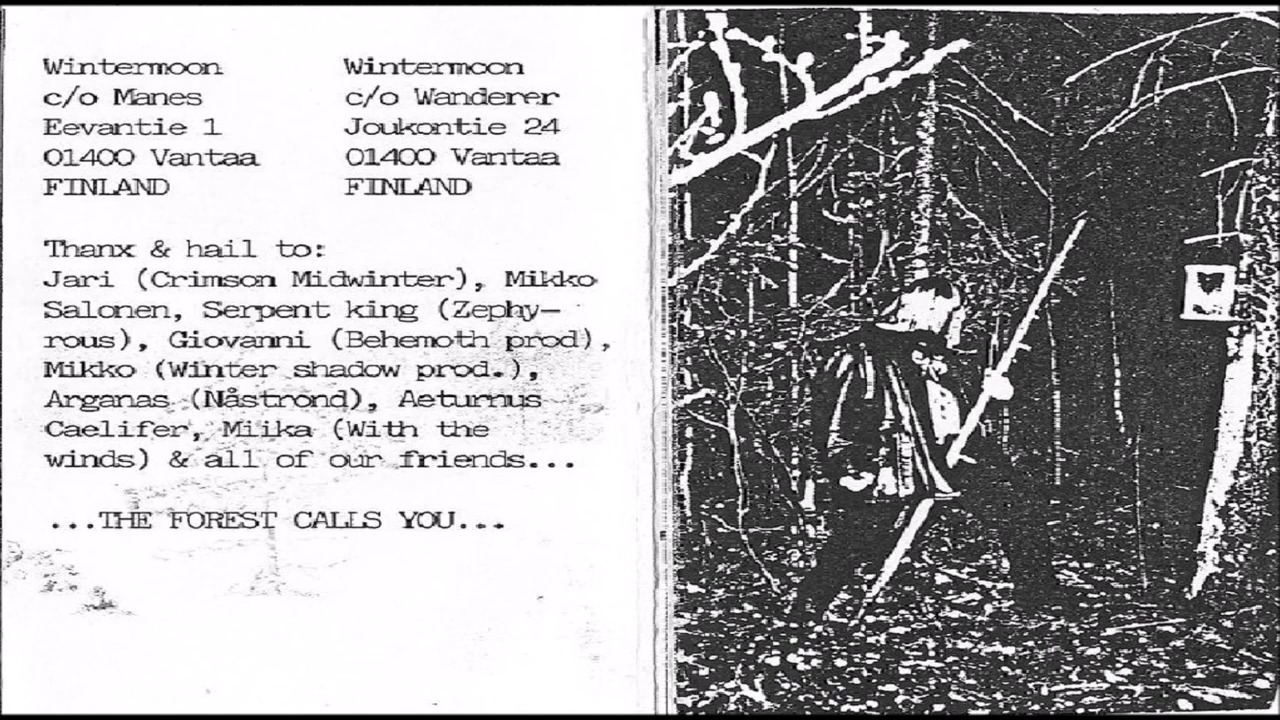 Wintermoon
c/o Manes
Eevantie 1
01400 Vantaa
FINLAND
Wintermoon
c/o Wanderer
Joukontie 24
01400 Vantaa
FINLAND
Thanx & hail to:
Jari (Crimson Midwinter), Mikko
Salonen, Serpent king (Zephy-
rous), Giovanni (Behemoth prod),
Mikko (Winter shadow prod.),
Arganas (Nåstrond), Aeturnus
Caelifer, Miika (With the
winds) & all of our friends...
...THE FOREST CALLS YOU...